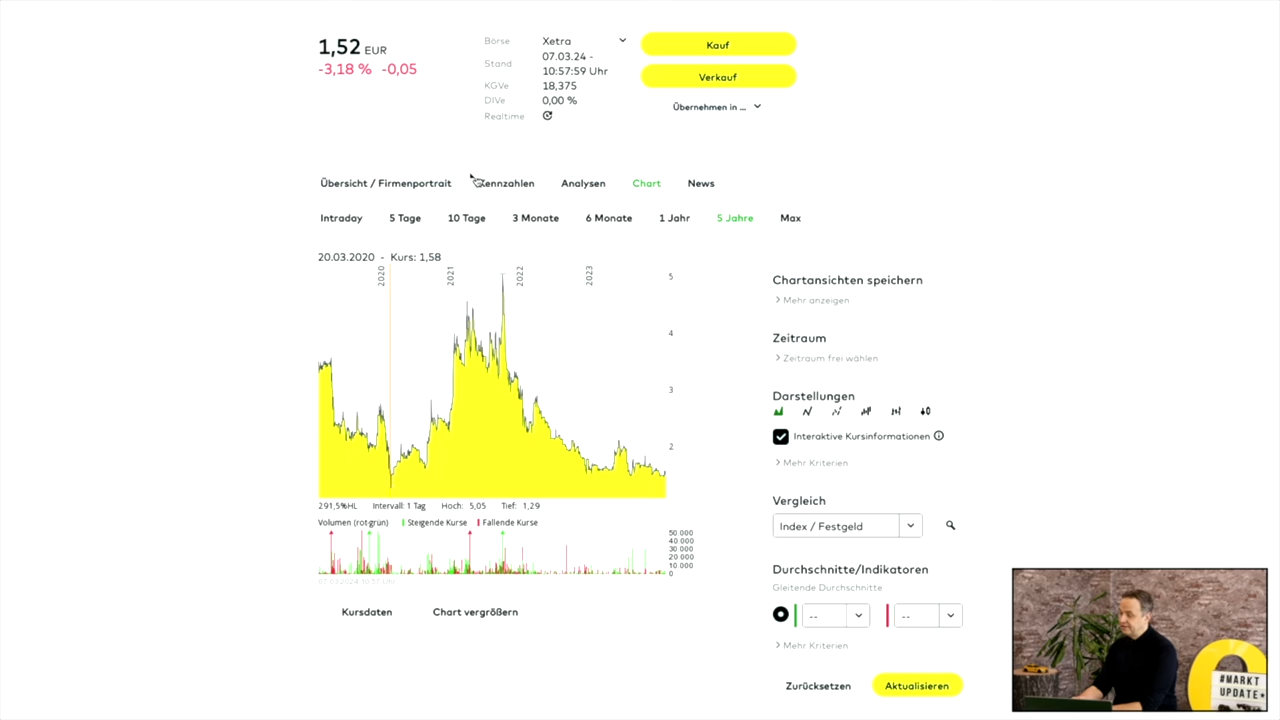 1,52 EUR
-3,18 % -0,05
Börse Xetra
Stand 07.03.24 -
10:57:59 Uhr
KGVe 18,375
DIVe 0,00 %
Realtime
Kauf
Verkauf
Übernehmen in ...
Übersicht / Firmenportrait Kennzahlen Analysen Chart News
Intraday 5 Tage 10 Tage 3 Monate 6 Monate 1 Jahr 5 Jahre Max
20.03.2020 - Kurs: 1,58
2020 2021 2022 2023
5
4
3
2
291,5%HL Intervall: 1 Tag Hoch: 5,05 Tief: 1,29
Volumen (rot-grün) Steigende Kurse Fallende Kurse
50 000
40 000
30 000
20 000
10 000
0
07.03.2024 10:57 Uhr
Kursdaten Chart vergrößern
Chartansichten speichern
Mehr anzeigen
Zeitraum
Zeitraum frei wählen
Darstellungen
Interaktive Kursinformationen
Mehr Kriterien
Vergleich
Index / Festgeld
Durchschnitte/Indikatoren
Gleitende Durchschnitte
-- --
Mehr Kriterien
Zurücksetzen Aktualisieren
#MARKT
UPDATE